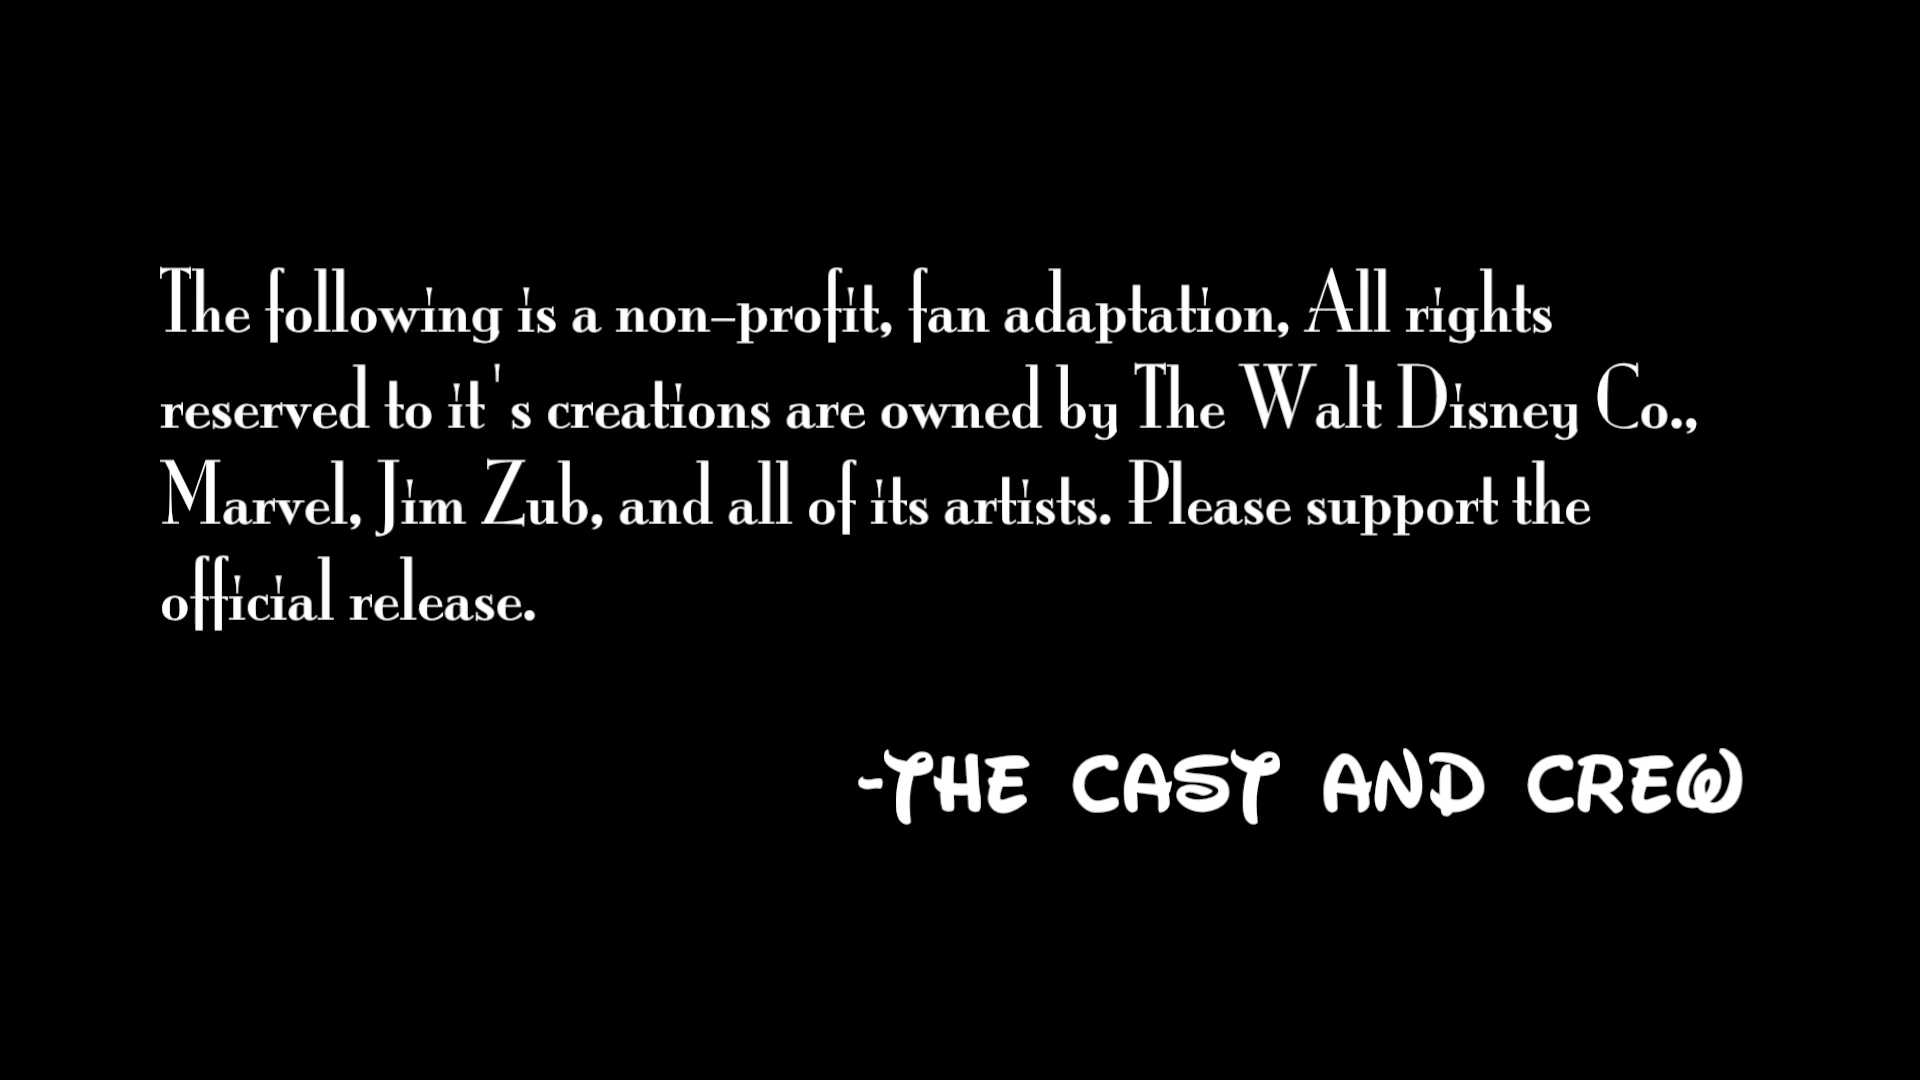 The following is a non-profit, fan adaptation, All rights
reserved to it's creations are owned by The Walt Disney Co.,
Marvel, Jim Zub, and all of its artists. Please support the
official release.
-THE CAST AND CREW